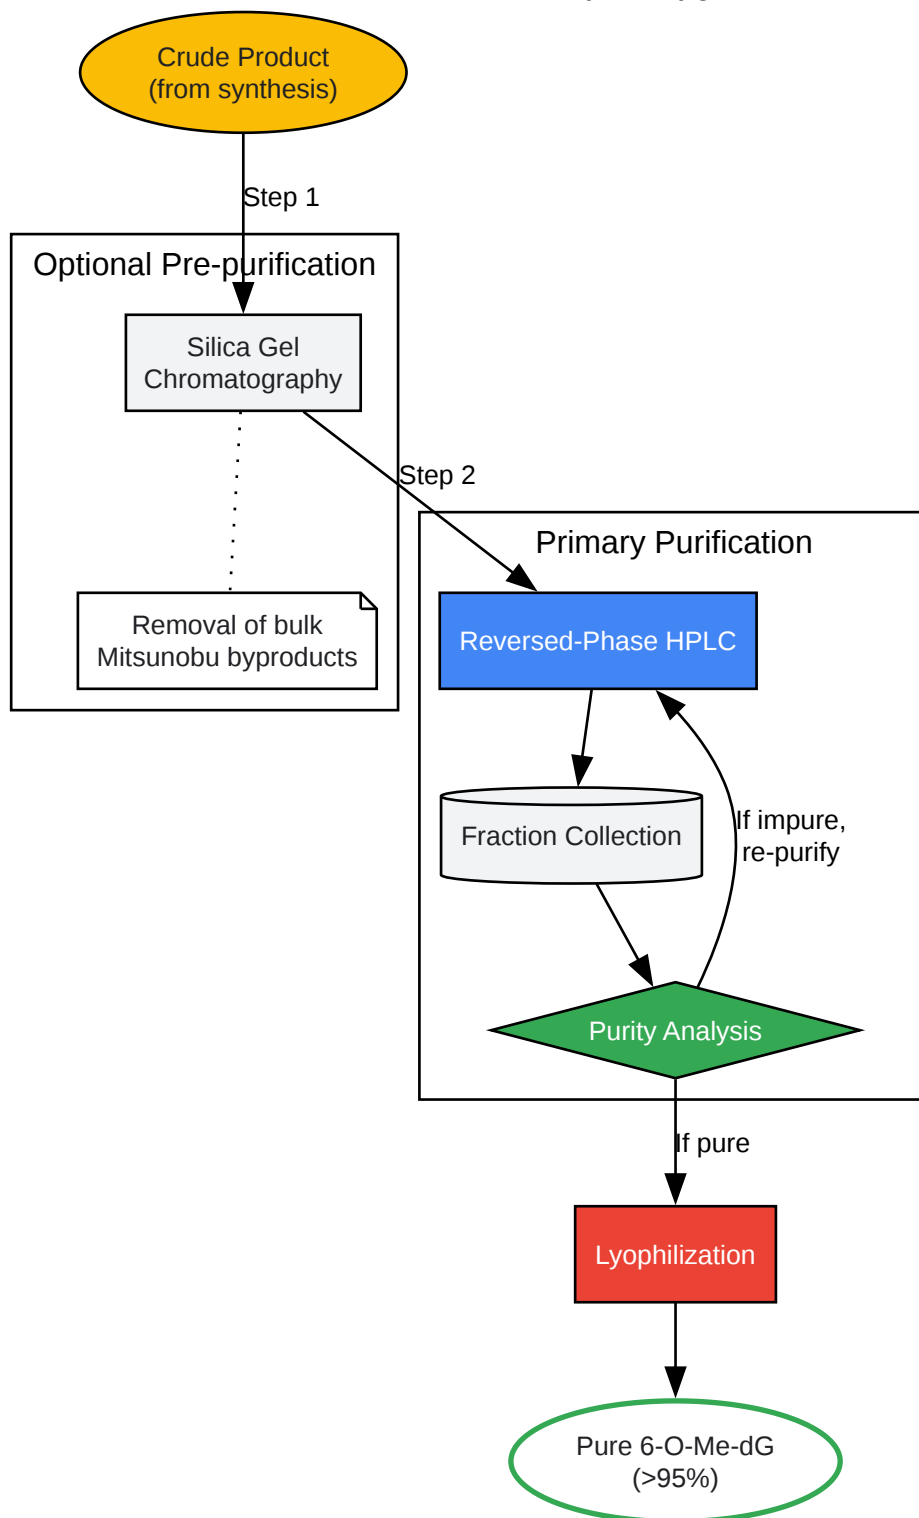 Crude Product
(from synthesis)
Step 1
Optional Pre-purification
Silica Gel
Chromatography
Step 2
Removal of bulk
Mitsunobu byproducts
Primary Purification
Reversed-Phase HPLC
Fraction Collection
If impure,
re-purify
Purity Analysis
If pure
Lyophilization
Pure 6-O-Me-dG
(>95%)